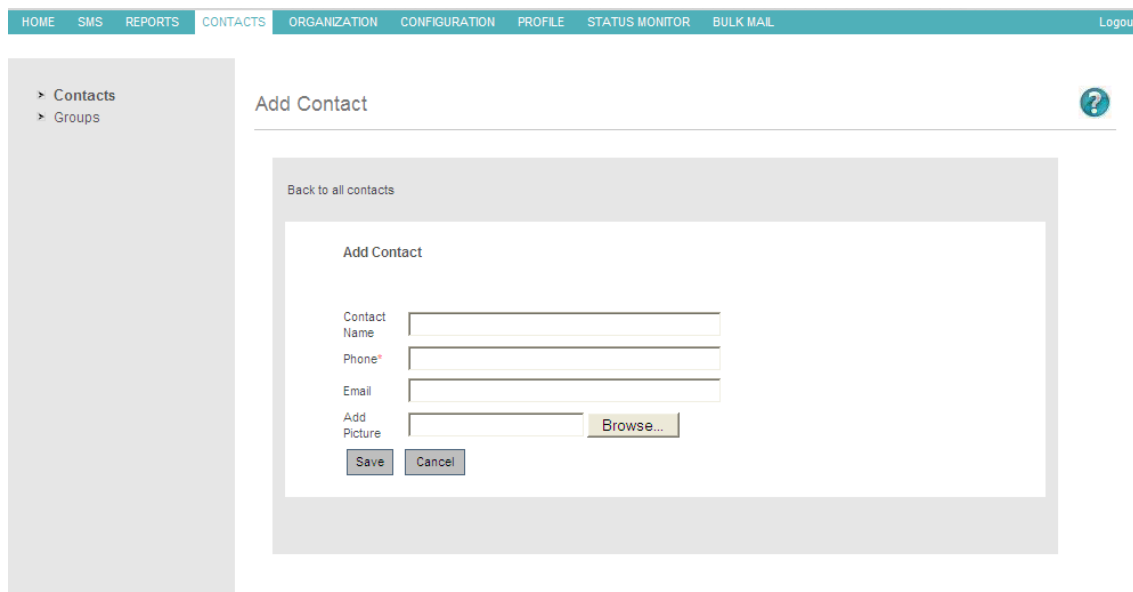 HOME SMS REPORTS CONTACTS ORGANIZATION CONFIGURATION PROFILE STATUS MONITOR BULK MAIL Logou
Contacts
Groups
Add Contact
?
Back to all contacts
Add Contact
Contact
Name
Phone*
Email
Add
Picture
Browse...
Save Cancel